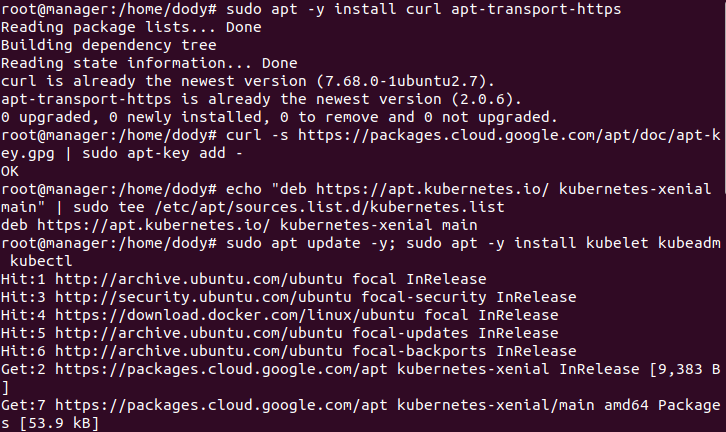 root@manager:/home/dody# sudo apt -y install curl apt-transport-https
Reading package lists... Done
Building dependency tree
Reading state information... Done
curl is already the newest version (7.68.0-1ubuntu2.7).
apt-transport-https is already the newest version (2.0.6).
0 upgraded, 0 newly installed, 0 to remove and 0 not upgraded.
root@manager:/home/dody# curl -s https://packages.cloud.google.com/apt/doc/apt-k
ey.gpg | sudo apt-key add -
OK
root@manager:/home/dody# echo "deb https://apt.kubernetes.io/ kubernetes-xenial
main" | sudo tee /etc/apt/sources.list.d/kubernetes.list
deb https://apt.kubernetes.io/ kubernetes-xenial main
root@manager:/home/dody# sudo apt update -y; sudo apt -y install kubelet kubeadm
 kubectl
Hit:1 http://archive.ubuntu.com/ubuntu focal InRelease
Hit:3 http://security.ubuntu.com/ubuntu focal-security InRelease
Hit:4 https://download.docker.com/linux/ubuntu focal InRelease
Hit:5 http://archive.ubuntu.com/ubuntu focal-updates InRelease
Hit:6 http://archive.ubuntu.com/ubuntu focal-backports InRelease
Get:2 https://packages.cloud.google.com/apt kubernetes-xenial InRelease [9,383 B
]
Get:7 https://packages.cloud.google.com/apt kubernetes-xenial/main amd64 Package
s [53.9 kB]